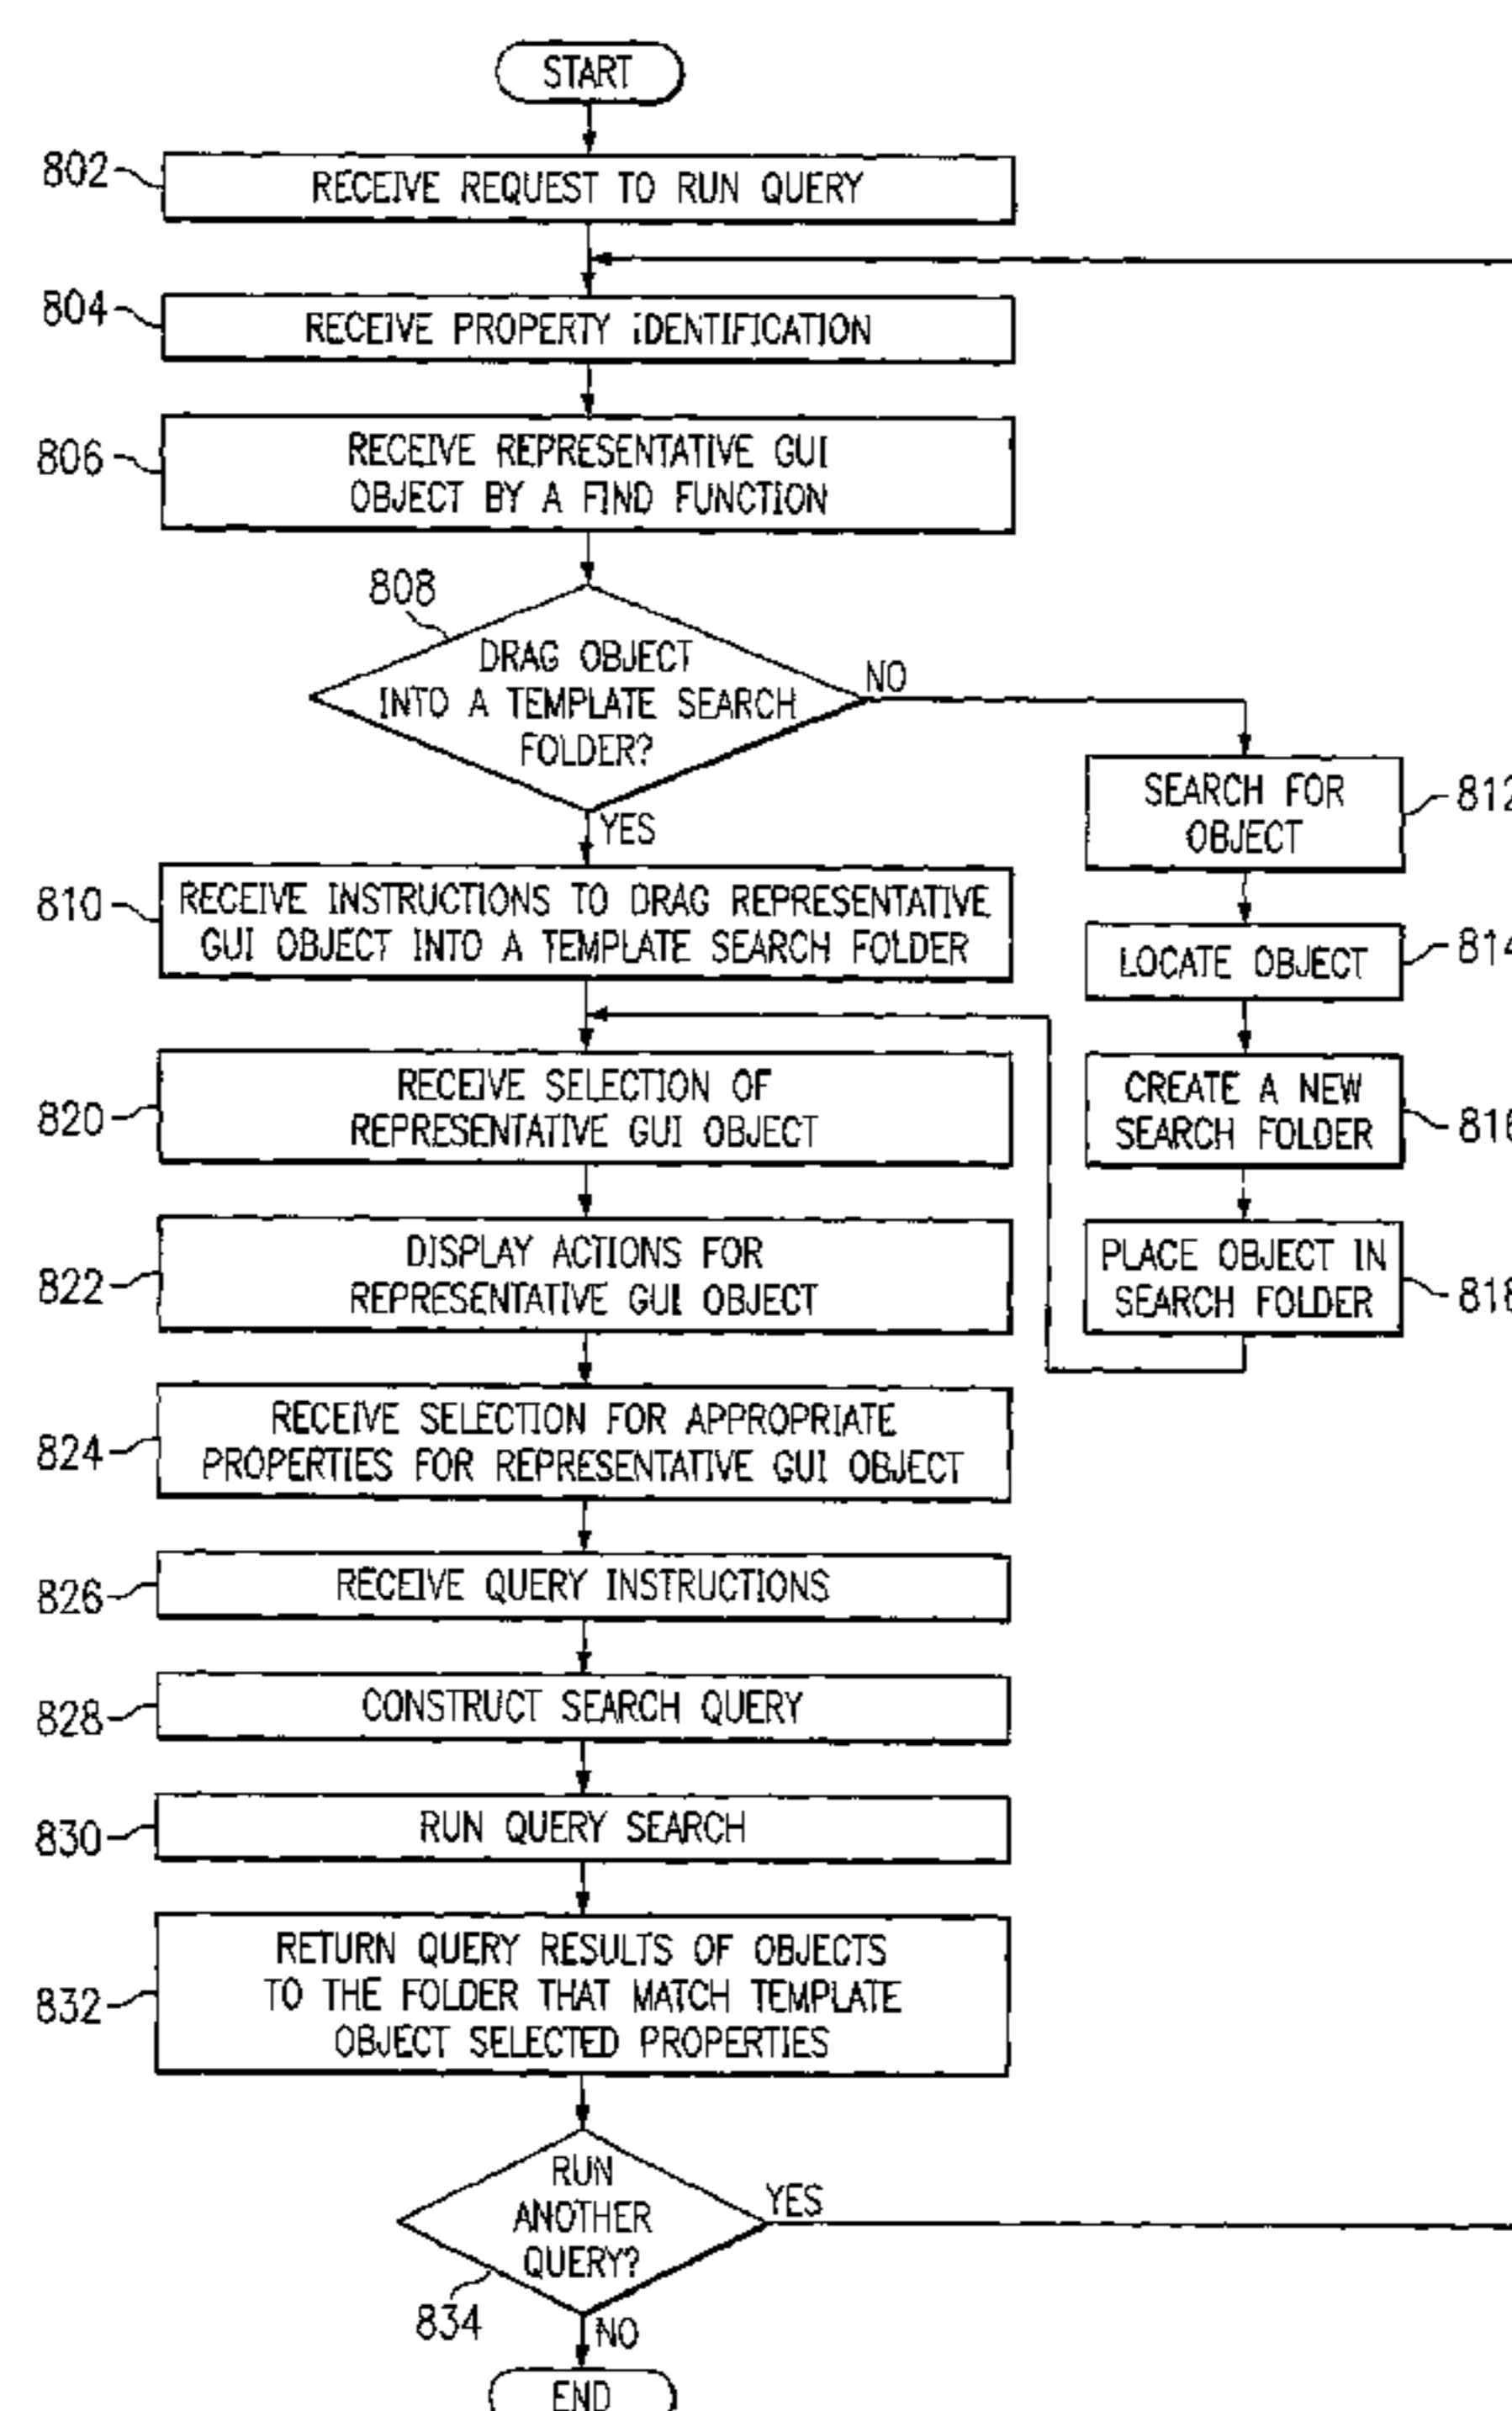 START
802
RECEIVE REQUEST TO RUN QUERY
804
RECEIVE PROPERTY iDENTIFICATION
806
RECEIVE REPRESENTATIVE GUI
OBJECT BY A FIND FUNCTION
808
DRAG OBJECT
INTO A TEMPLATE SEARCH
FOLDER?
NO
YES
SEARCH FOR
OBJECT
812
810
RECEIVE INSTRUCTIONS TO DRAG REPRESENTATIVE
GUI OBJECT INTO A TEMPLATE SEARCH FOLDER
LOCATE OBJECT
814
820
RECEIVE SELECTION OF
REPRESENTATIVE GUI OBJECT
CREATE A NEW
SEARCH FOLDER
816
822
DISPLAY ACTIONS FOR
REPRESENTATIVE GUI OBJECT
PLACE OBJECT IN
SEARCH FOLDER
818
824
RECEIVE SELECTION FOR APPROPRIATE
PROPERTIES FOR REPRESENTATIVE GUI OBJECT
826
RECEIVE QUERY INSTRUCTIONS
828
CONSTRUCT SEARCH QUERY
830
RUN QUERY SEARCH
832
RETURN QUERY RESULTS OF OBJECTS
TO THE FOLDER THAT MATCH TEMPLATE
OBJECT SELECTED PROPERTIES
RUN
ANOTHER
QUERY?
YES
834
NO
END